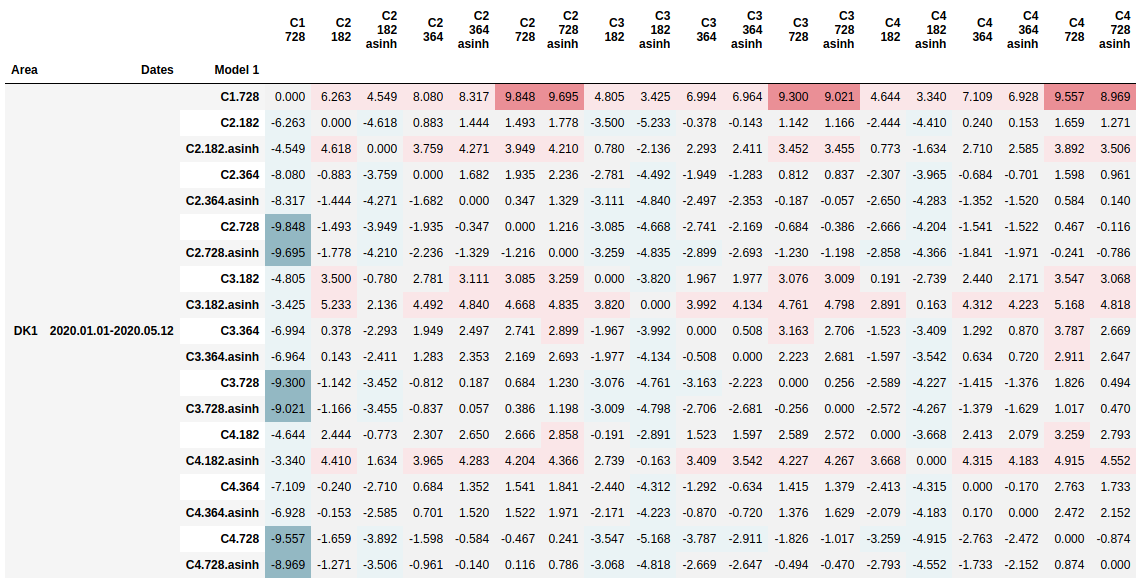 C1 C2 C2 C2 C2 C2 C2 C3 C3 C3 C3 C3 C3 C4 C4 C4 C4 C4 C4
728 182 182 364 364 728 728 182 182 364 364 728 728 182 182 364 364 728 728
asinh asinh asinh asinh asinh asinh asinh asinh asinh
Area Dates Model 1
C1.728 0.000 6.263 4.549 8.080 8.317 9.848 9.695 4.805 3.425 6.994 6.964 9.300 9.021 4.644 3.340 7.109 6.928 9.557 8.969
C2.182 -6.263 0.000 -4.618 0.883 1.444 1.493 1.778 -3.500 -5.233 -0.378 -0.143 1.142 1.166 -2.444 -4.410 0.240 0.153 1.659 1.271
C2.182.asinh -4.549 4.618 0.000 3.759 4.271 3.949 4.210 0.780 -2.136 2.293 2.411 3.452 3.455 0.773 -1.634 2.710 2.585 3.892 3.506
C2.364 -8.080 -0.883 -3.759 0.000 1.682 1.935 2.236 -2.781 -4.492 -1.949 -1.283 0.812 0.837 -2.307 -3.965 -0.684 -0.701 1.598 0.961
C2.364.asinh -8.317 -1.444 -4.271 -1.682 0.000 0.347 1.329 -3.111 -4.840 -2.497 -2.353 -0.187 -0.057 -2.650 -4.283 -1.352 -1.520 0.584 0.140
C2.728 -9.848 -1.493 -3.949 -1.935 -0.347 0.000 1.216 -3.085 -4.668 -2.741 -2.169 -0.684 -0.386 -2.666 -4.204 -1.541 -1.522 0.467 -0.116
C2.728.asinh -9.695 -1.778 -4.210 -2.236 -1.329 -1.216 0.000 -3.259 -4.835 -2.899 -2.693 -1.230 -1.198 -2.858 -4.366 -1.841 -1.971 -0.241 -0.786
C3.182 -4.805 3.500 -0.780 2.781 3.111 3.085 3.259 0.000 -3.820 1.967 1.977 3.076 3.009 0.191 -2.739 2.440 2.171 3.547 3.068
C3.182.asinh -3.425 5.233 2.136 4.492 4.840 4.668 4.835 3.820 0.000 3.992 4.134 4.761 4.798 2.891 0.163 4.312 4.223 5.168 4.818
DK1 2020.01.01-2020.05.12 C3.364 -6.994 0.378 -2.293 1.949 2.497 2.741 2.899 -1.967 -3.992 0.000 0.508 3.163 2.706 -1.523 -3.409 1.292 0.870 3.787 2.669
C3.364.asinh -6.964 0.143 -2.411 1.283 2.353 2.169 2.693 -1.977 -4.134 -0.508 0.000 2.223 2.681 -1.597 -3.542 0.634 0.720 2.911 2.647
C3.728 -9.300 -1.142 -3.452 -0.812 0.187 0.684 1.230 -3.076 -4.761 -3.163 -2.223 0.000 0.256 -2.589 -4.227 -1.415 -1.376 1.826 0.494
C3.728.asinh -9.021 -1.166 -3.455 -0.837 0.057 0.386 1.198 -3.009 -4.798 -2.706 -2.681 -0.256 0.000 -2.572 -4.267 -1.379 -1.629 1.017 0.470
C4.182 -4.644 2.444 -0.773 2.307 2.650 2.666 2.858 -0.191 -2.891 1.523 1.597 2.589 2.572 0.000 -3.668 2.413 2.079 3.259 2.793
C4.182.asinh -3.340 4.410 1.634 3.965 4.283 4.204 4.366 2.739 -0.163 3.409 3.542 4.227 4.267 3.668 0.000 4.315 4.183 4.915 4.552
C4.364 -7.109 -0.240 -2.710 0.684 1.352 1.541 1.841 -2.440 -4.312 -1.292 -0.634 1.415 1.379 -2.413 -4.315 0.000 -0.170 2.763 1.733
C4.364.asinh -6.928 -0.153 -2.585 0.701 1.520 1.522 1.971 -2.171 -4.223 -0.870 -0.720 1.376 1.629 -2.079 -4.183 0.170 0.000 2.472 2.152
C4.728 -9.557 -1.659 -3.892 -1.598 -0.584 -0.467 0.241 -3.547 -5.168 -3.787 -2.911 -1.826 -1.017 -3.259 -4.915 -2.763 -2.472 0.000 -0.874
C4.728.asinh -8.969 -1.271 -3.506 -0.961 -0.140 0.116 0.786 -3.068 -4.818 -2.669 -2.647 -0.494 -0.470 -2.793 -4.552 -1.733 -2.152 0.874 0.000